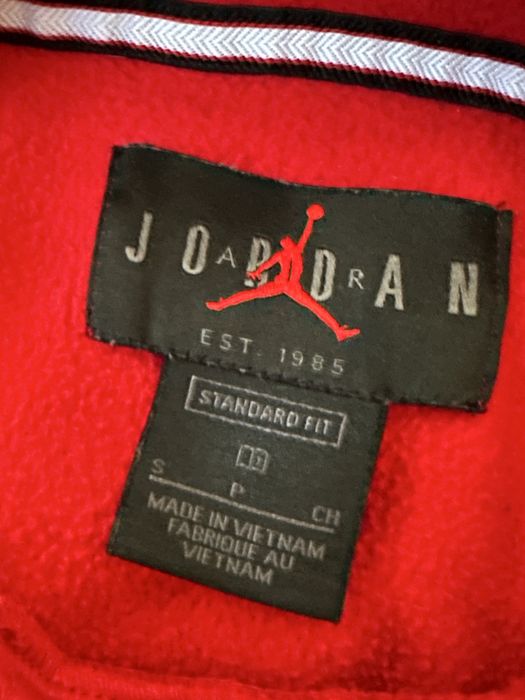 JORDAN
AIR
EST. 1985
STANDARD FIT
S P CH
MADE IN VIETNAM
FABRIQUE AU
VIETNAM